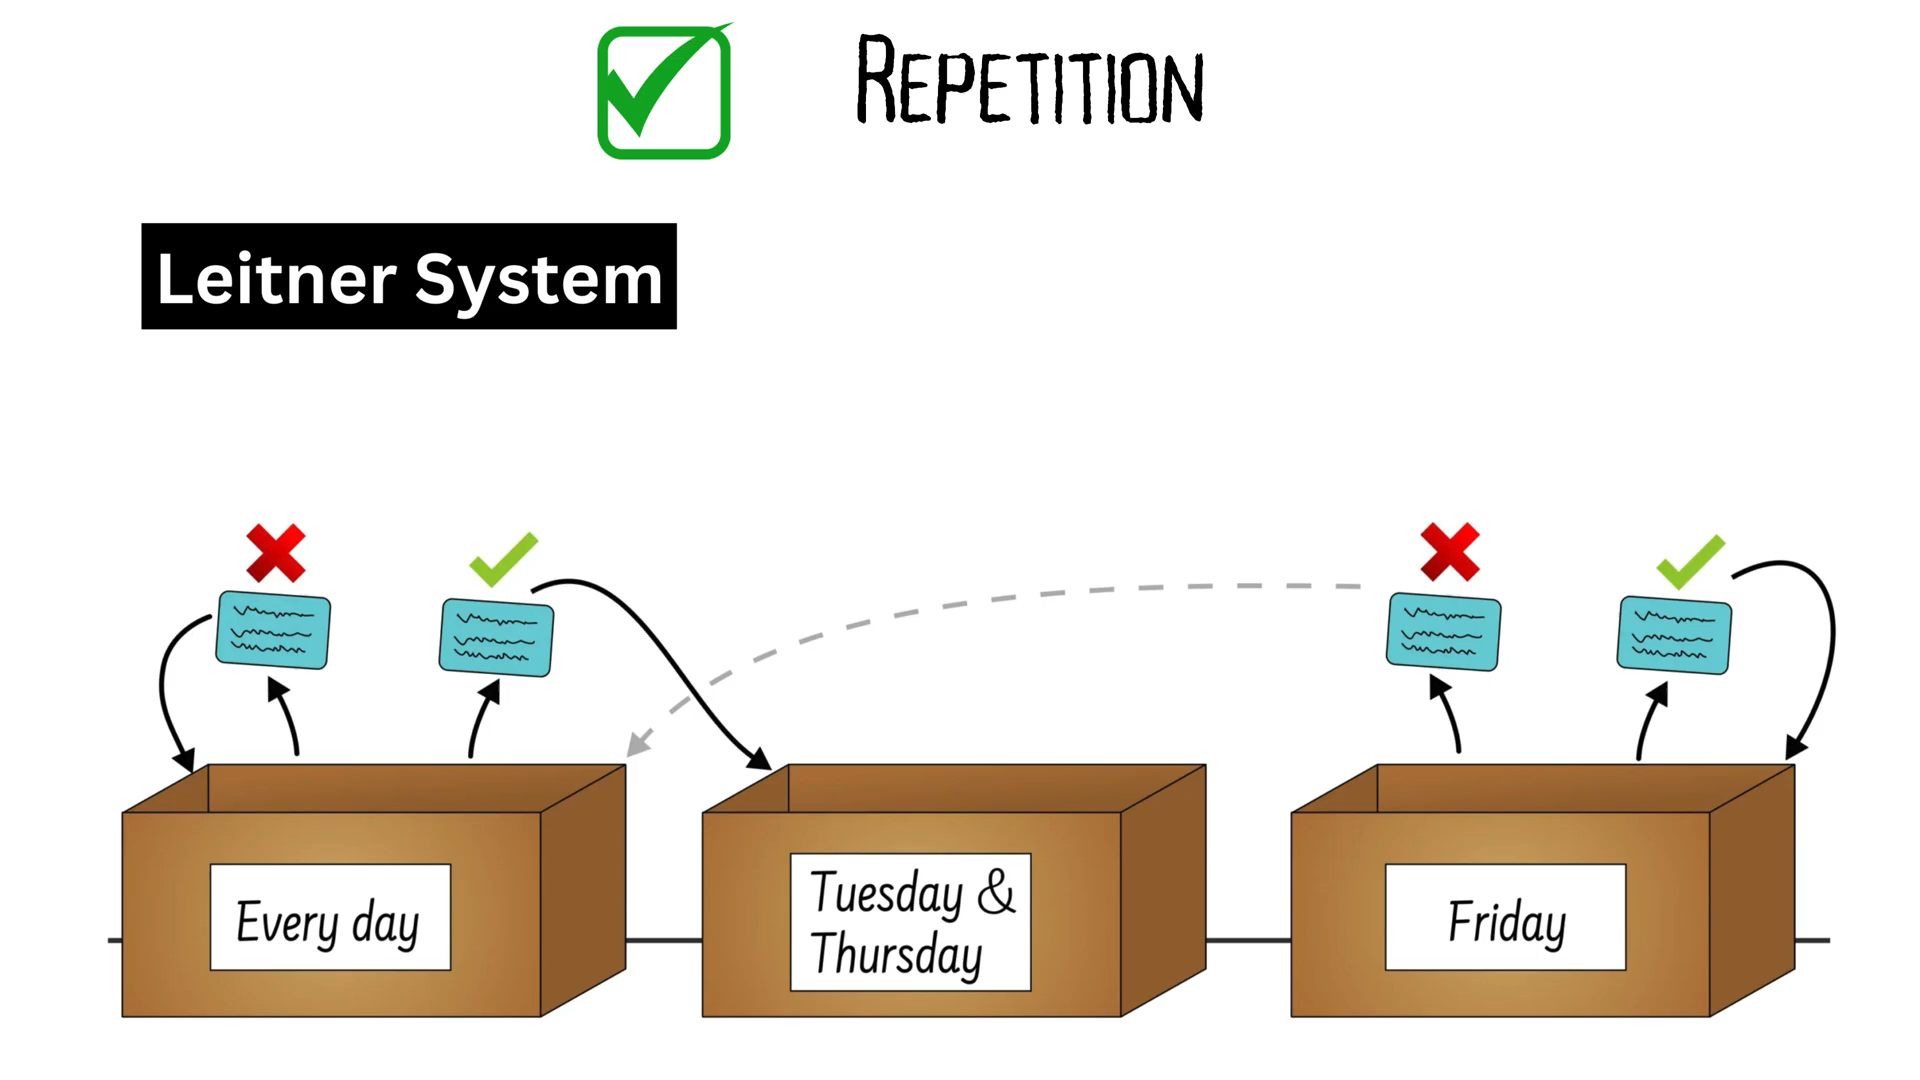 Repetition
Leitner System
Every day
Tuesday &
Thursday
Friday